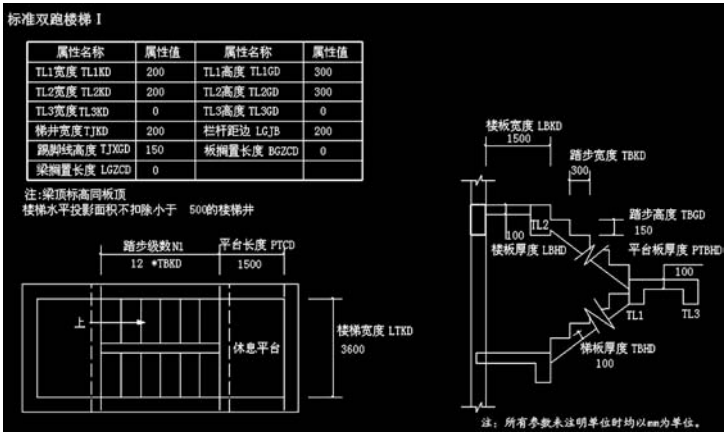 标准双跑楼梯 I
属性名称 属性值 属性名称 属性值
TL1宽度 TL1KD 200 TL1高度 TL1GD 300
TL2宽度 TL2KD 200 TL2高度 TL2GD 300
TL3宽度TL3KD 0 TL3高度 TL3GD 0
梯井宽度TJKD 200 栏杆距边 LGJB 200
踢脚线高度 TJXGD 150 板搁置长度 BGZCD 0
梁搁置长度 LGZCD 0
注:梁顶标高同板顶
楼梯水平投影面积不扣除小于 500的楼梯井
踏步级数N1 平台长度 PTCD
12 *TBKD 1500
上
休息平台
楼梯宽度 LTKD
3600
楼板宽度 LBKD
1500
踏步宽度 TBKD
300
踏步高度 TBGD
150
TL2
100
楼板厚度 LBHD
平台板厚度 PTBHD
100
TL1
TL3
梯板厚度 TBHD
100
注：所有参数未注明单位时均以mm为单位。